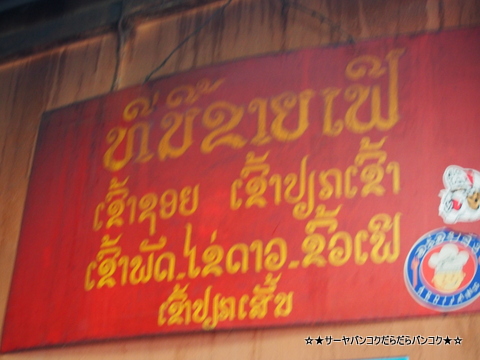 ທີ່ນີ້ຂາຍເຝີ
ເຂົ້າຊອຍ ເຂົ້າປຽກເຂົ້າ
ເຂົ້າພັດ-ໄຂ່ດາວ-ຂົ້ວເຝີ
ເຂົ້າປຽກເສັ້ນ
☆★サーヤバンコクだらだらバンコク★☆